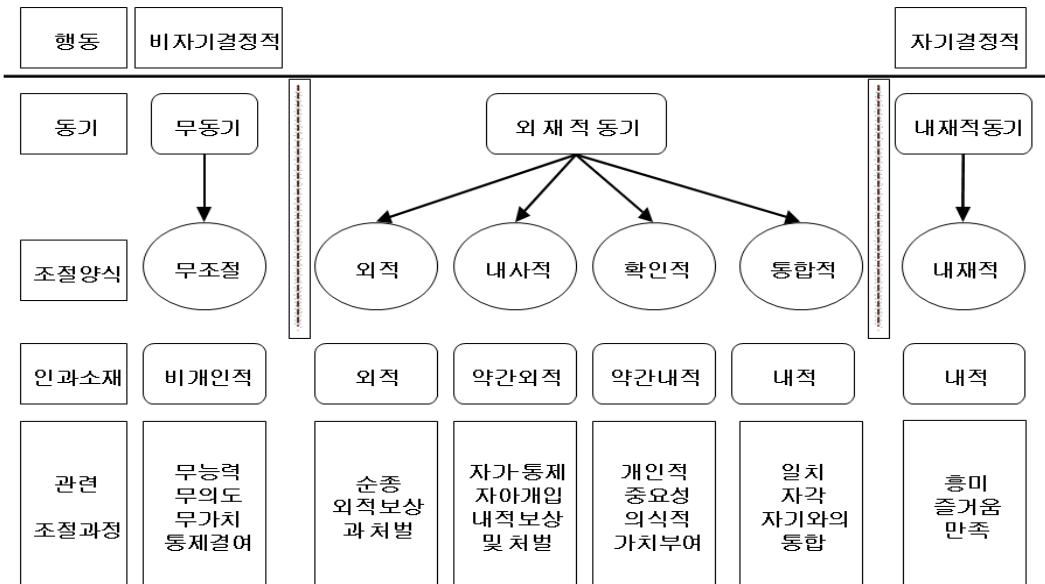 행동
비자기결정적
자기결정적
동기
무동기
외재적동기
내재적동기
조절양식
무조절
외적
내사적
확인적
통합적
내재적
인과소재
비개인적
외적
약간외적
약간내적
내적
내적
관련
조절과정
무능력
무의도
무가치
통제결여
순종
외적보상
과 처벌
자가-통제
자아개입
내적보상
및 처벌
개인적
중요성
의식적
가치부여
일치
자각
자기와의
통합
흥미
즐거움
만족